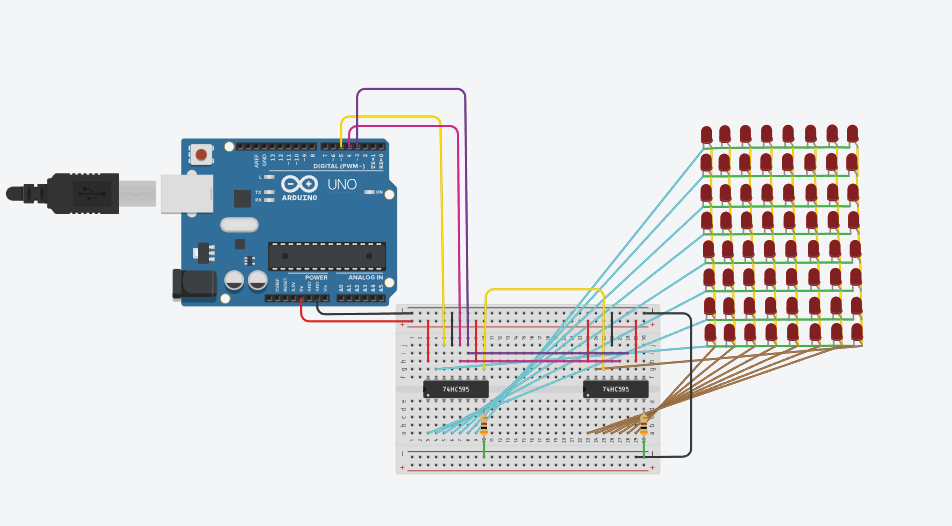 AREF
GND
13
12
~11
~10
~9
8
7
~6
~5
4
~3
2
TX→1
RX←0
DIGITAL (PWM~)
L
TX
RX
UNO
ON
ARDUINO
POWER
ANALOG IN
IOREF
RESET
3.3V
5V
GND
GND
Vin
A0
A1
A2
A3
A4
A5
74HC595
74HC595